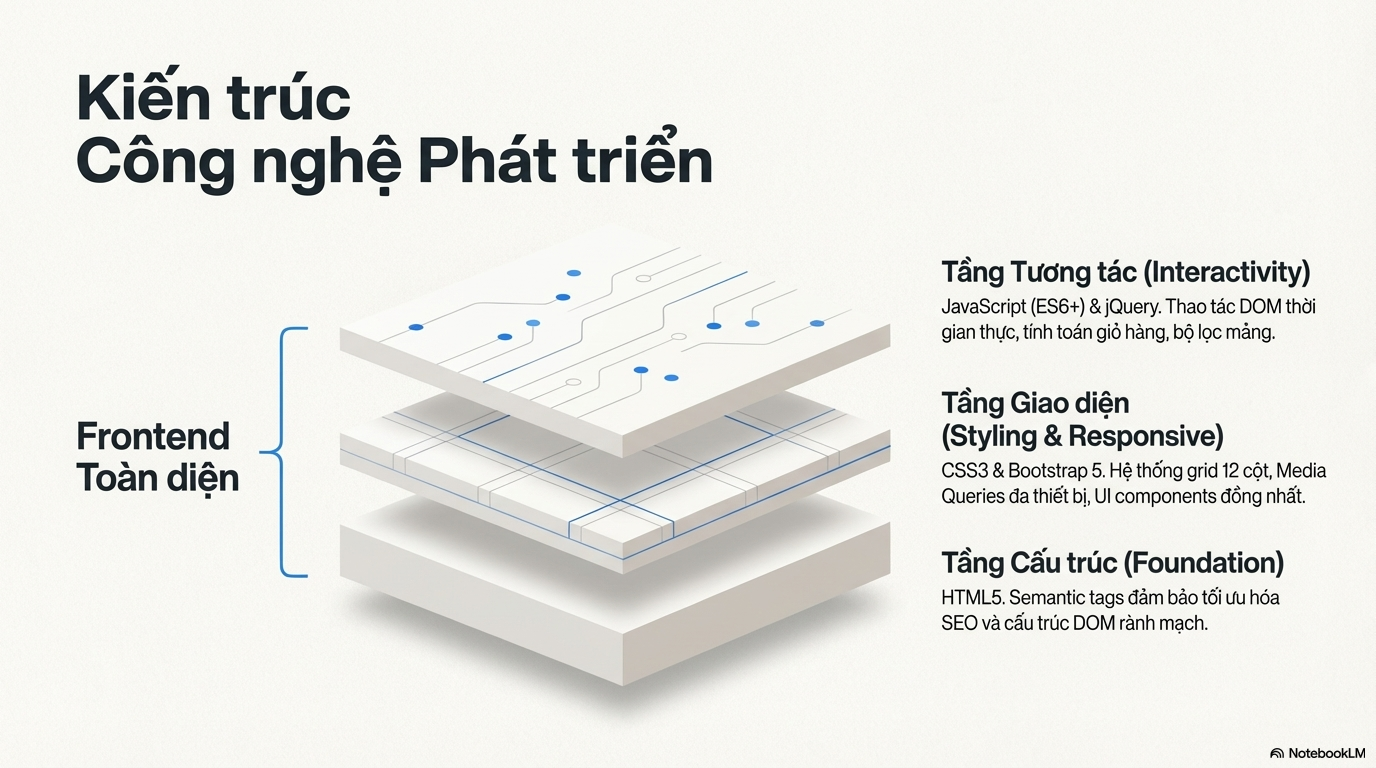 Kiến trúc
Công nghệ Phát triển
Frontend
Toàn diện
Tầng Tương tác (Interactivity)
JavaScript (ES6+) & jQuery. Thao tác DOM thời
gian thực, tính toán giỏ hàng, bộ lọc mảng.
Tầng Giao diện
(Styling & Responsive)
CSS3 & Bootstrap 5. Hệ thống grid 12 cột, Media
Queries đa thiết bị, UI components đồng nhất.
Tầng Cấu trúc (Foundation)
HTML5. Semantic tags đảm bảo tối ưu hóa
SEO và cấu trúc DOM rành mạch.
NotebookLM